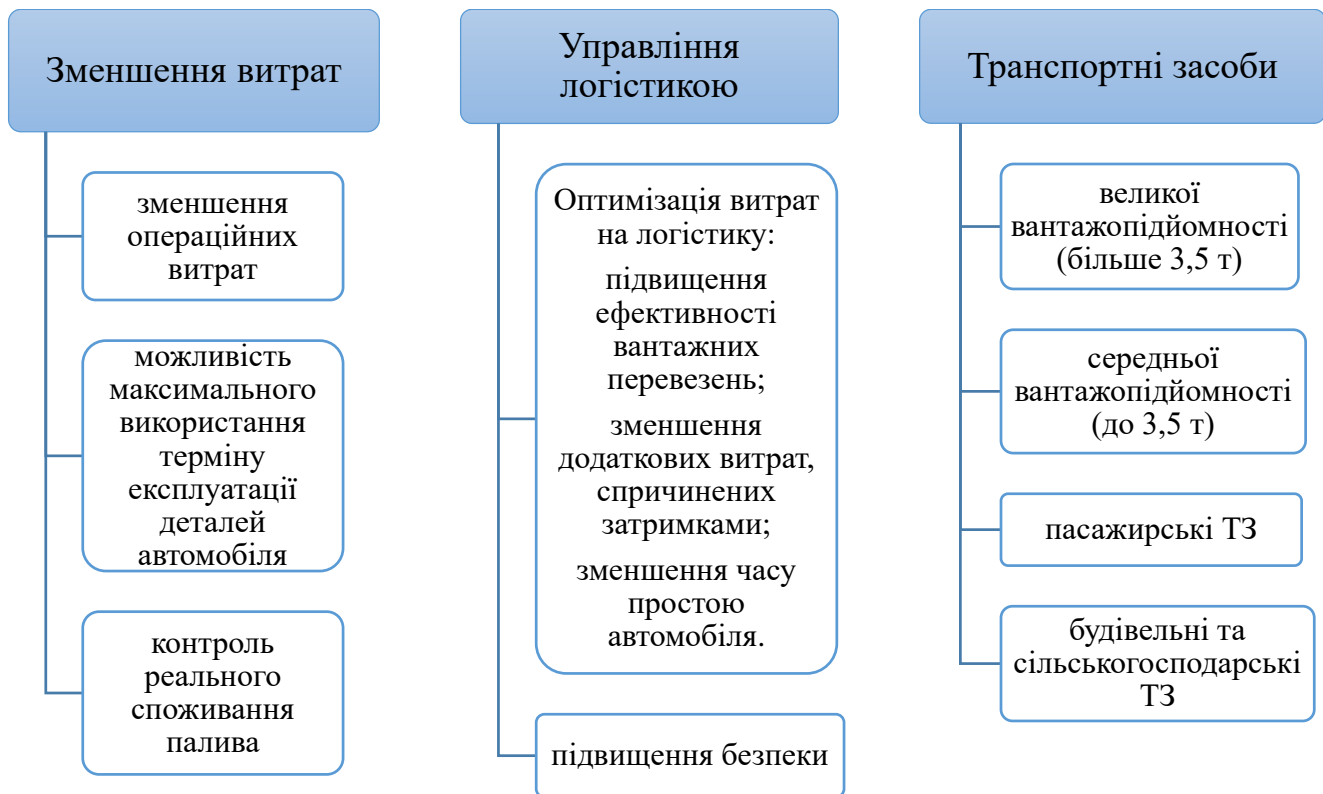 Зменшення витрат
зменшення
операційних
витрат
можливість
максимального
використання
терміну
експлуатації
деталей
автомобіля
контроль
реального
споживання
палива
Управління
логістикою
Оптимізація витрат
на логістику:
підвищення
ефективності
вантажних
перевезень;
зменшення
додаткових витрат,
спричинених
затримками;
зменшення часу
простою
автомобіля.
підвищення безпеки
Транспортні засоби
великої
вантажопідйомності
(більше 3,5 т)
середньої
вантажопідйомності
(до 3,5 т)
пасажирські ТЗ
будівельні та
сільськогосподарські
ТЗ